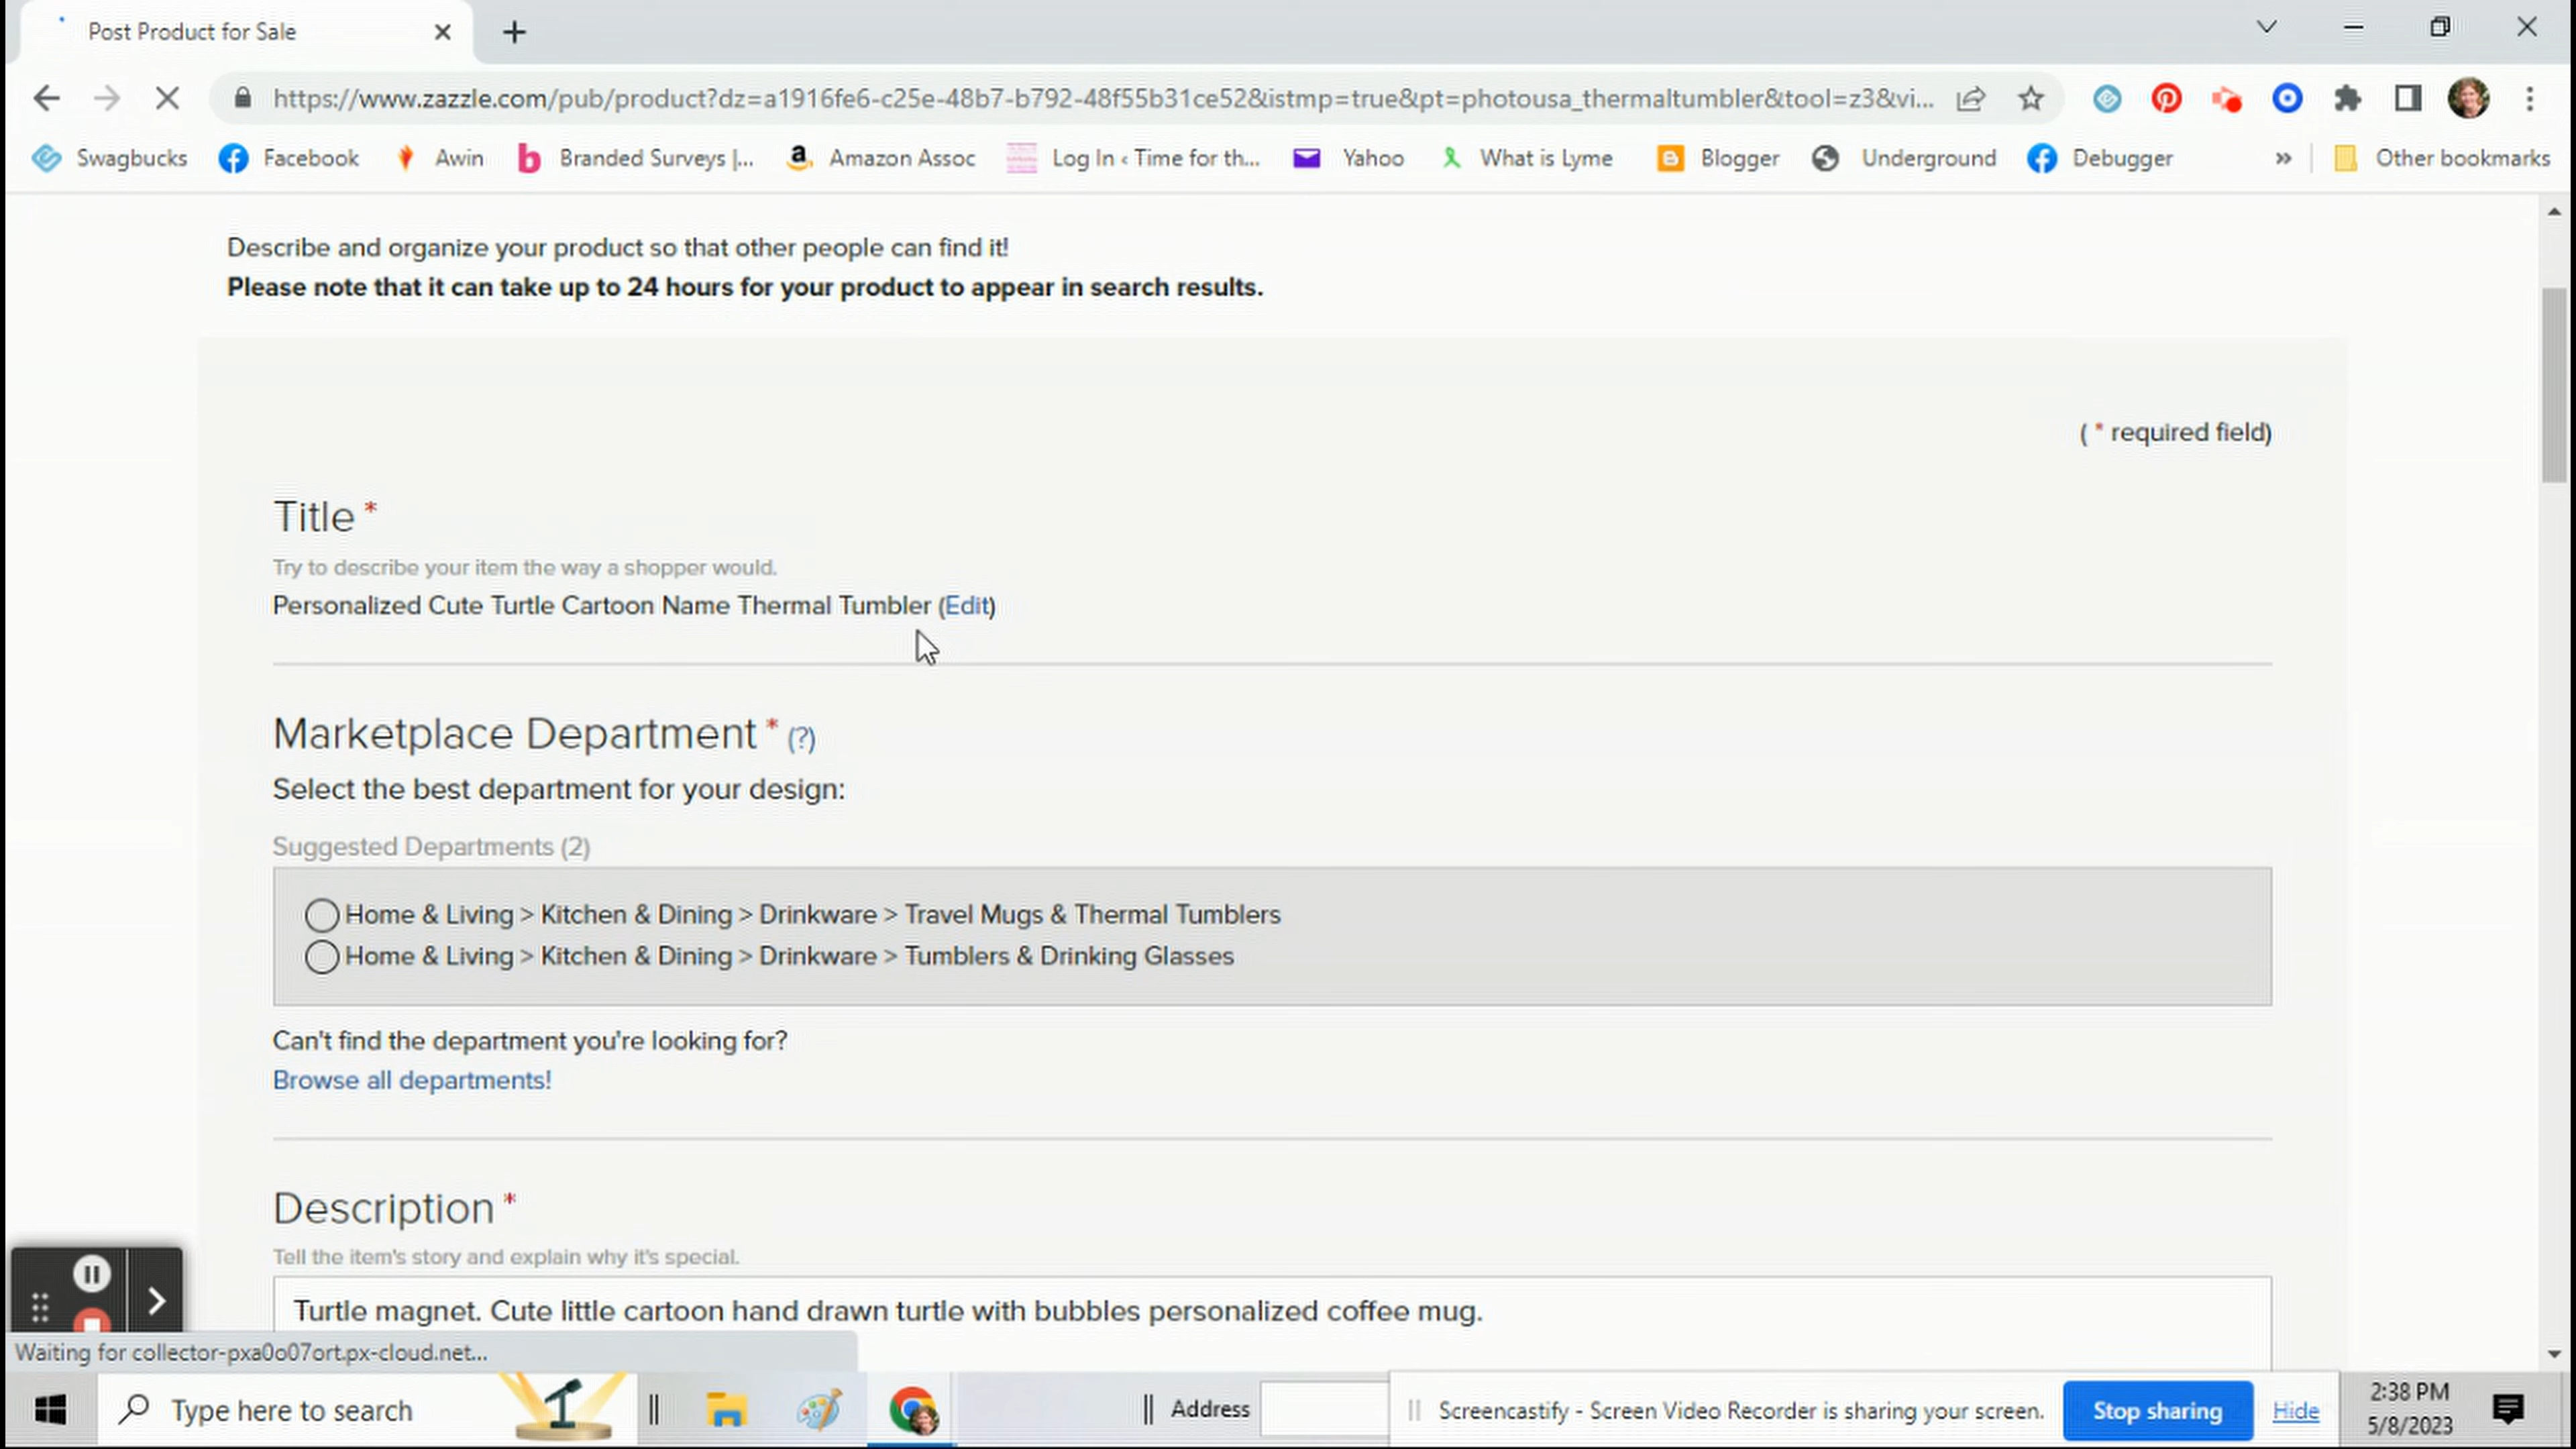 Post Product for Sale
https://www.zazzle.com/pub/product?dz=a1916fe6-c25e-48b7-b792-48f55b31ce52&istmp=true&pt=photousa_thermaltumbler&tool=z3&vi...
Swagbucks Facebook Awin Branded Surveys |... Amazon Assoc Log In ‹ Time for th... Yahoo What is Lyme Blogger Underground Debugger » Other bookmarks
Describe and organize your product so that other people can find it!
Please note that it can take up to 24 hours for your product to appear in search results.
( * required field)
Title *
Try to describe your item the way a shopper would.
Personalized Cute Turtle Cartoon Name Thermal Tumbler (Edit)
Marketplace Department * (?)
Select the best department for your design:
Suggested Departments (2)
Home & Living > Kitchen & Dining > Drinkware > Travel Mugs & Thermal Tumblers
Home & Living > Kitchen & Dining > Drinkware > Tumblers & Drinking Glasses
Can't find the department you're looking for?
Browse all departments!
Description *
Tell the item's story and explain why it's special.
Turtle magnet. Cute little cartoon hand drawn turtle with bubbles personalized coffee mug.
Waiting for collector-pxa0o07ort.px-cloud.net...
Type here to search Address Screencastify - Screen Video Recorder is sharing your screen. Stop sharing Hide 2:38 PM
5/8/2023